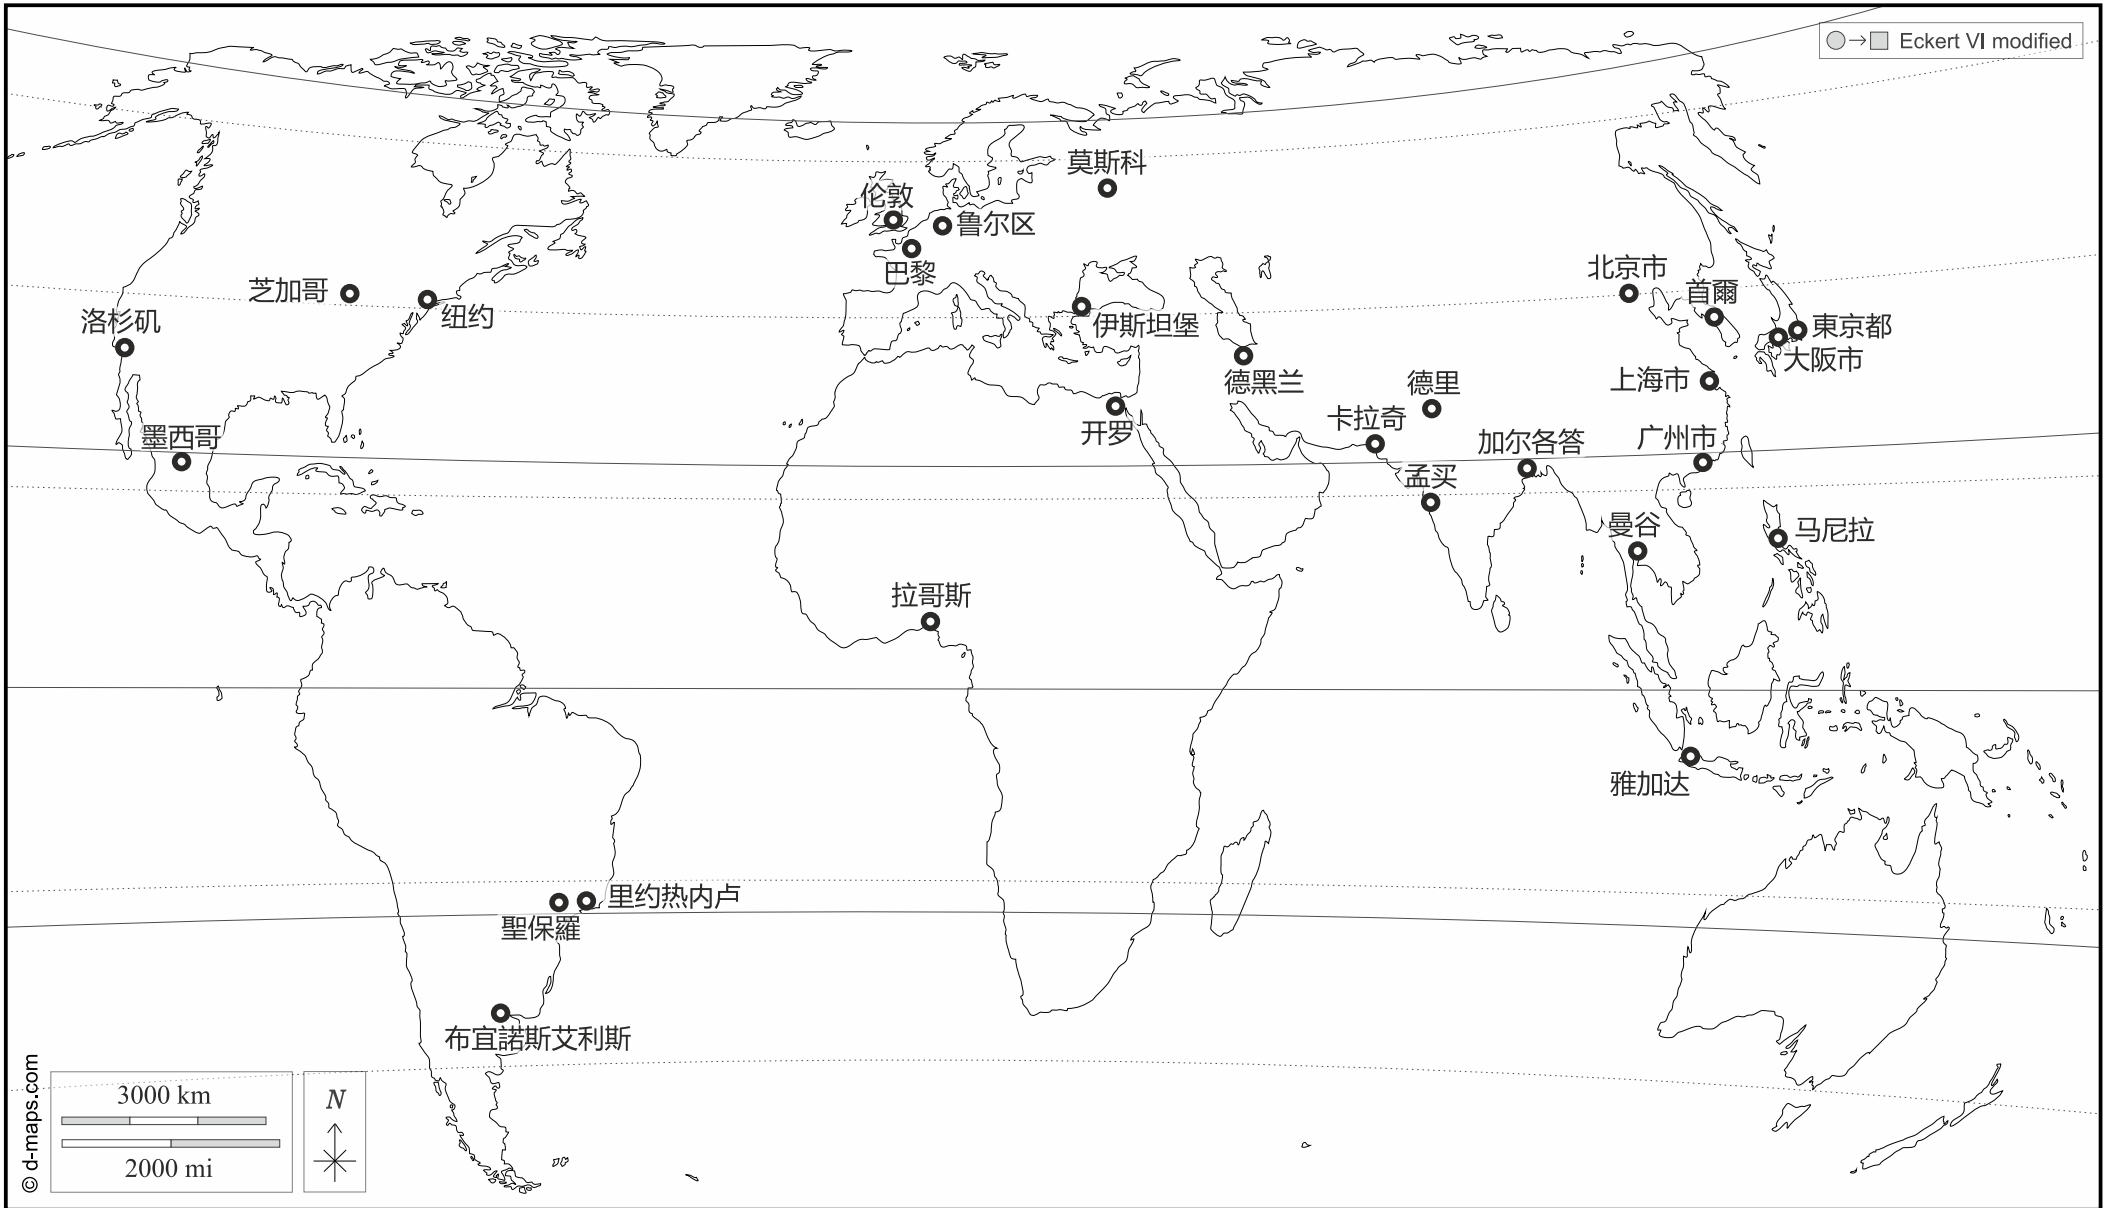 Eckert VI modified
莫斯科
伦敦
鲁尔区
巴黎
芝加哥
纽约
洛杉矶
伊斯坦堡
北京市
首爾
東京都
大阪市
德黑兰
德里
上海市
卡拉奇
开罗
墨西哥
加尔各答
广州市
孟买
曼谷
马尼拉
拉哥斯
雅加达
里约热内卢
聖保羅
布宜諾斯艾利斯
3000 km
2000 mi
N
© d-maps.com